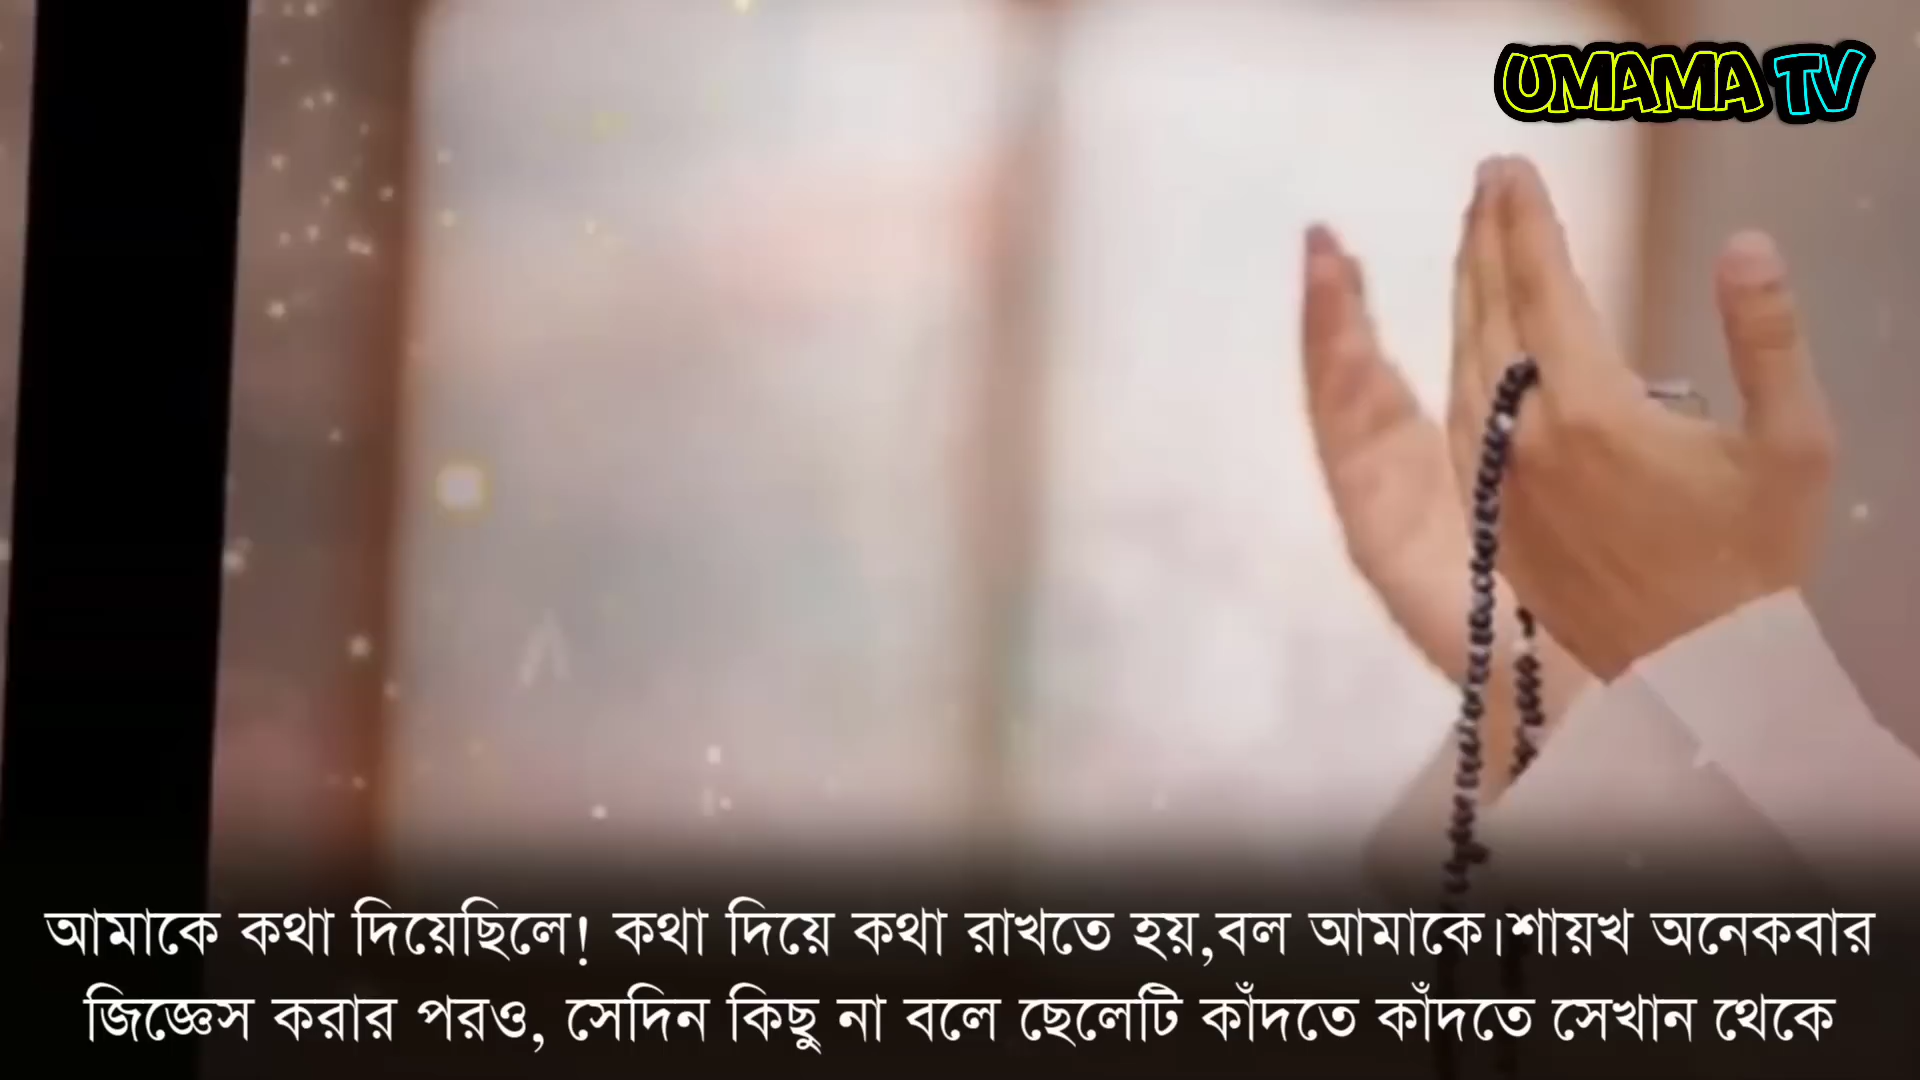 UMAMA TV
আমাকে কথা দিয়েছিলে! কথা দিয়ে কথা রাখতে হয়,বল আমাকে।শায়খ অনেকবার
জিজ্ঞেস করার পরও, সেদিন কিছু না বলে ছেলেটি কাঁদতে কাঁদতে সেখান থেকে